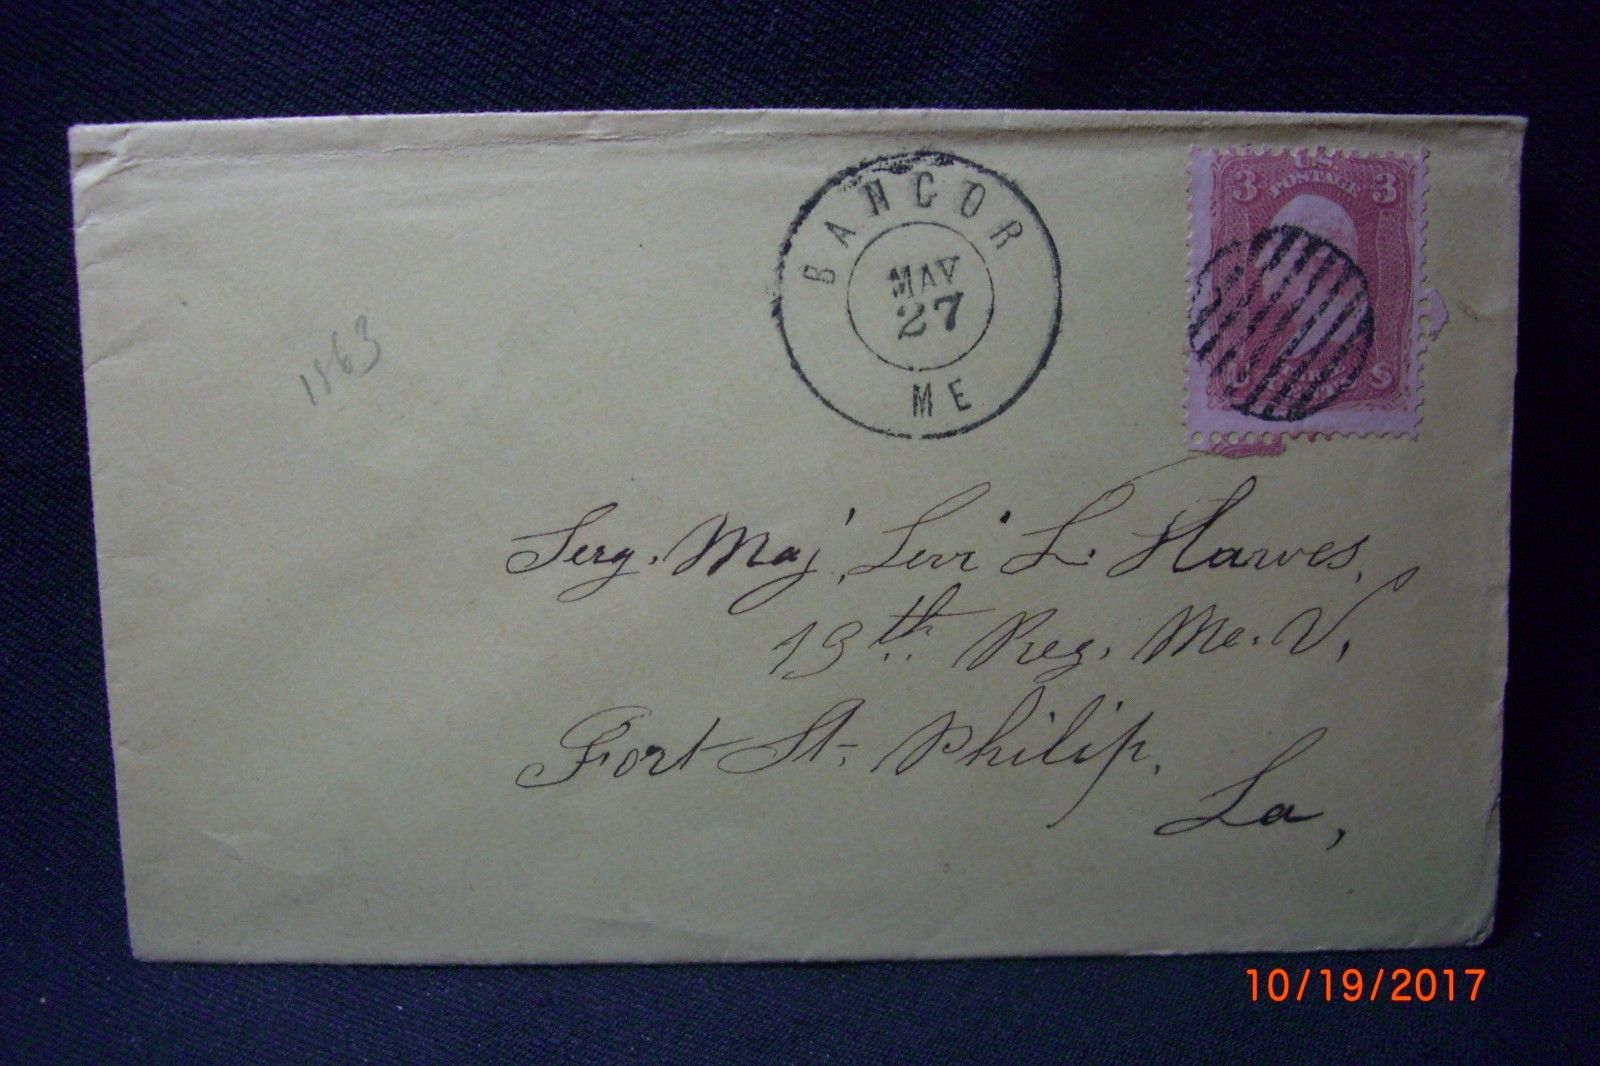 BANGOR
MAY
27
ME
U.S.
POSTAGE
3 3
U S
1863
Serg. Maj, Levi L. Hawes,
13th Reg. Me. V,
Fort St. Philip,
La,
10/19/2017